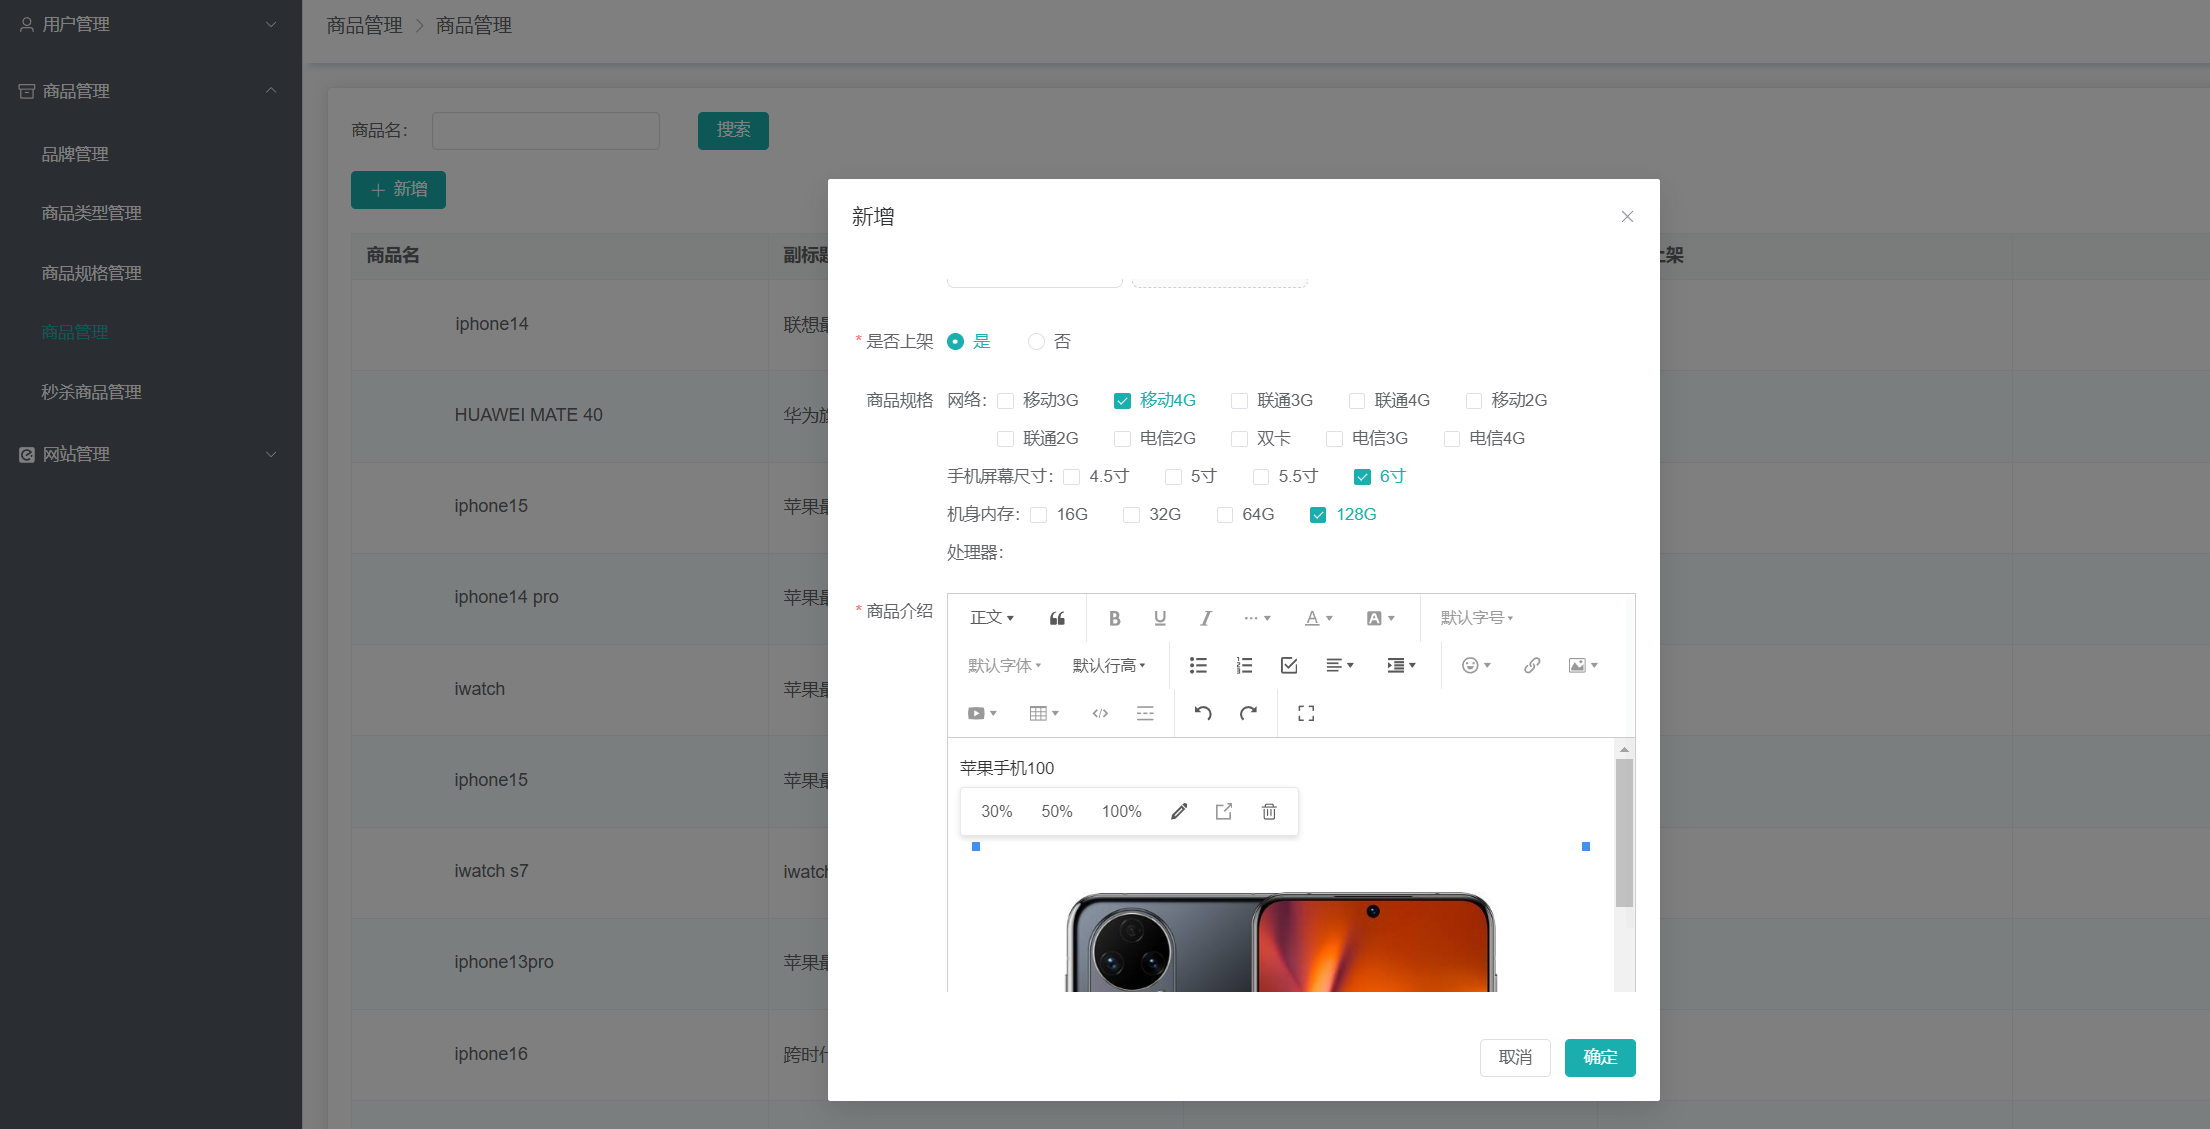 用户管理
商品管理
品牌管理
商品类型管理
商品规格管理
商品管理
秒杀商品管理
网站管理
商品管理 > 商品管理
商品名：
搜索
+ 新增
商品名
iphone14
HUAWEI MATE 40
华为
iphone15
苹果
iphone14 pro
苹果
iwatch
苹果
iphone15
苹果
iwatch s7
iwatch
iphone13pro
苹果
iphone16
新增
* 是否上架 是 否
商品规格 网络： 移动3G 移动4G 联通3G 联通4G 移动2G
联通2G 电信2G 双卡 电信3G 电信4G
手机屏幕尺寸： 4.5寸 5寸 5.5寸 6寸
机身内存： 16G 32G 64G 128G
处理器：
* 商品介绍
正文 B U I ··· A A 默认字号
默认字体 默认行高
苹果手机100
30% 50% 100%
取消 确定